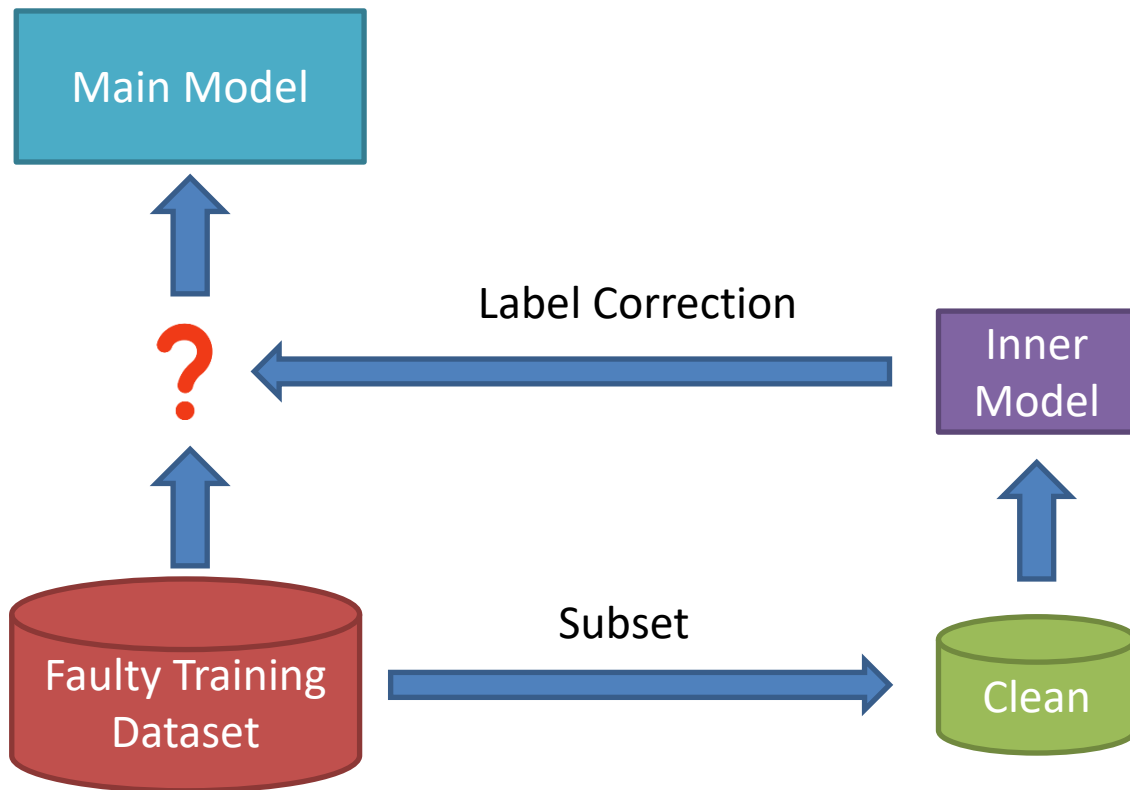 Main Model
Label Correction
?
Inner
Model
Subset
Faulty Training
Dataset
Clean